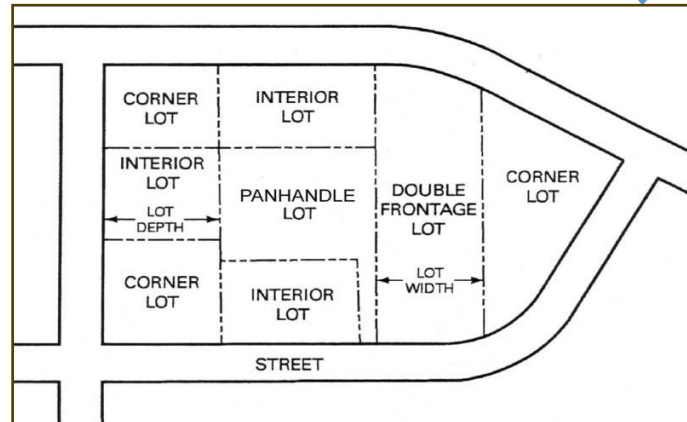 CORNER
LOT
INTERIOR
LOT
INTERIOR
LOT
LOT
DEPTH
PANHANDLE
LOT
DOUBLE
FRONTAGE
LOT
CORNER
LOT
CORNER
LOT
INTERIOR
LOT
LOT
WIDTH
STREET